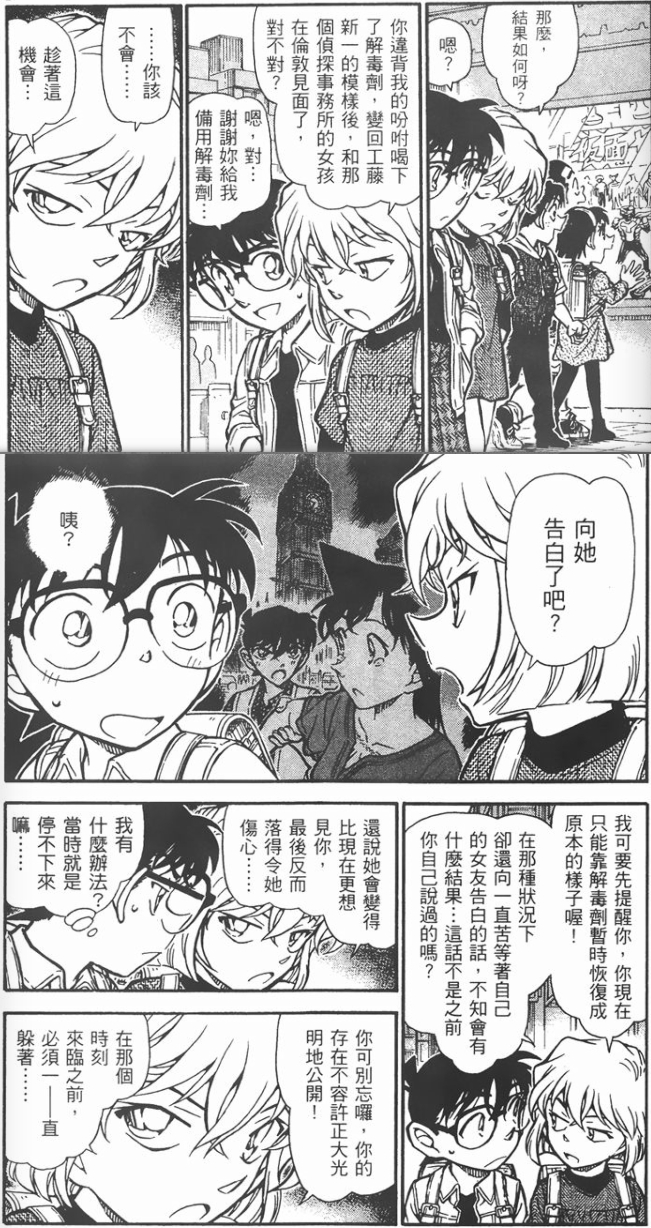 那麼，
結果如何呀？
嗯？
你違背我的吩咐喝下
了解毒劑，變回工藤
新一的模樣後，和那
個偵探事務所的女孩
在倫敦見面了，
對不對？
嗯，對…
謝謝妳給我
備用解毒劑…
……你該
不會……
趁著這
機會…
向她
告白了吧？
咦？
我可要先提醒你，你現在
只能靠解毒劑暫時恢復成
原本的樣子喔！
在那種狀況下
卻還向一直苦等著自己
的女友告白的話，不知會有
什麼結果…這話不是之前
你自己說過的嗎？
還說她會變得
比現在更想
見你，
最後反而
落得令她
傷心……
我有
什麼辦法？
當時就是
停不下來
嘛……
你可別忘囉，你的
存在不容許正大光
明地公開！
在那個
時刻
來臨之前，
必須一──直
躲著……